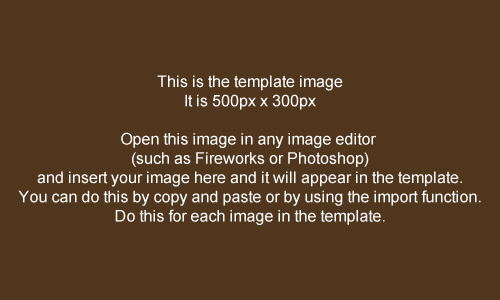 This is the template image
It is 500px x 300px
Open this image in any image editor
(such as Fireworks or Photoshop)
and insert your image here and it will appear in the template.
You can do this by copy and paste or by using the import function.
Do this for each image in the template.